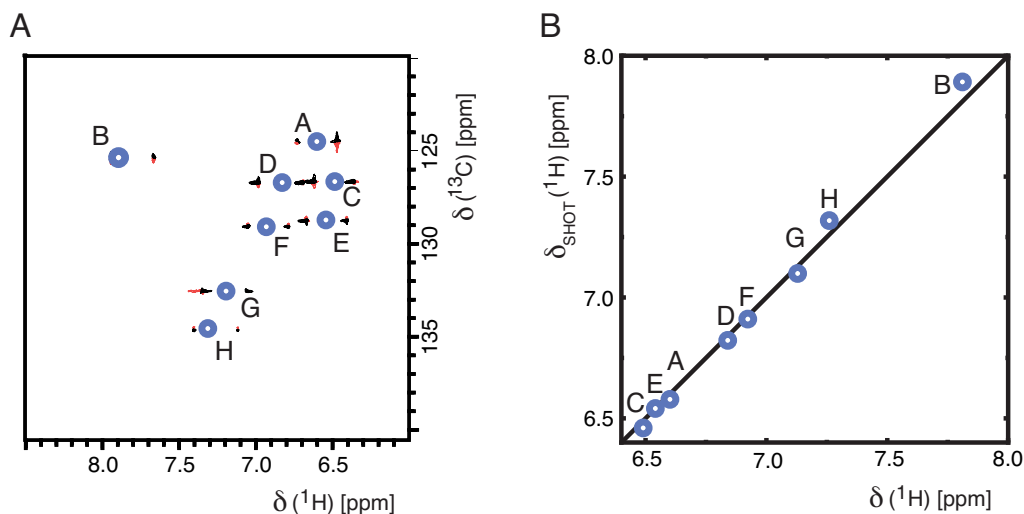 A
B
A
B
D
C
F
E
G
H
125
130
135
δ (¹³C) [ppm]
8.0
7.5
7.0
6.5
δ (¹H) [ppm]
8.0
7.5
7.0
6.5
δSHOT (¹H) [ppm]
B
H
G
F
D
A
E
C
6.5
7.0
7.5
8.0
δ (¹H) [ppm]